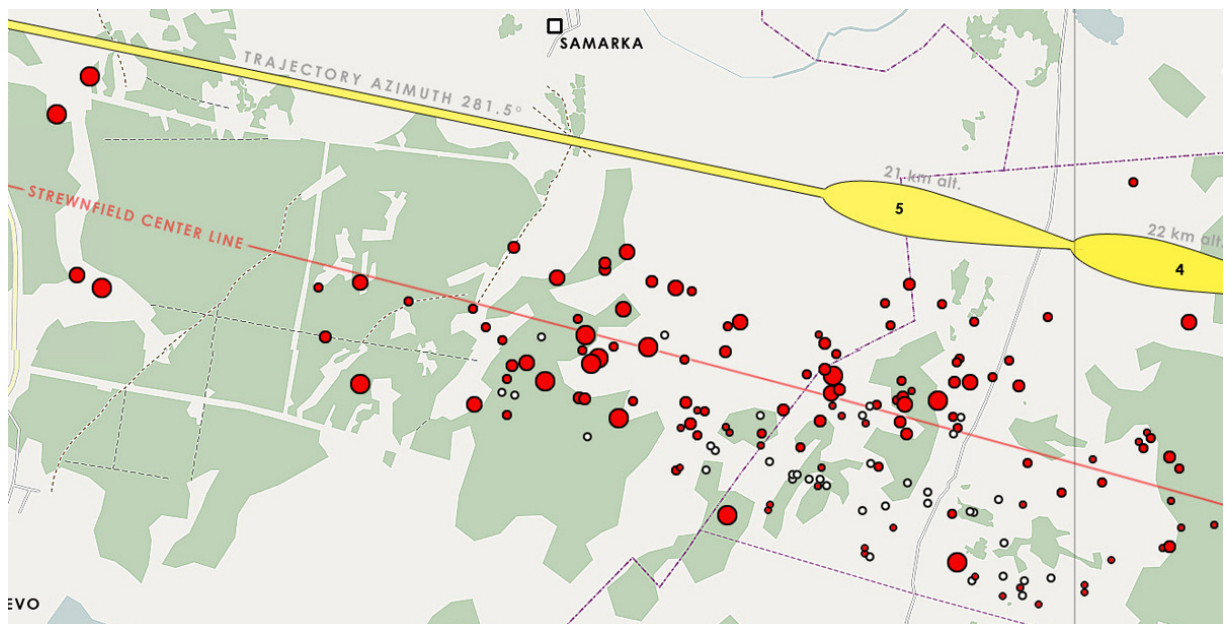 SAMARKA
TRAJECTORY AZIMUTH 281.5°
21 km alt.
5
22 km alt.
4
STREWNFIELD CENTER LINE
EVO